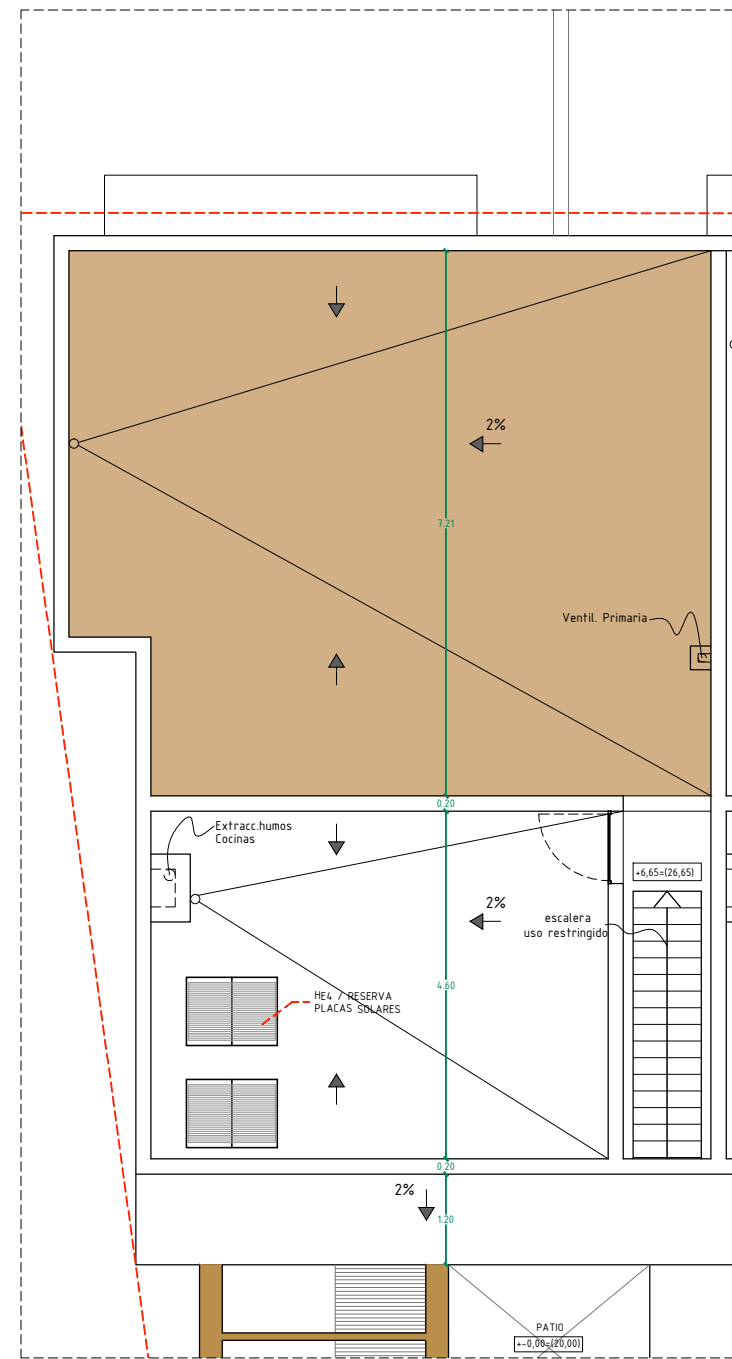 2%
7.21
Ventil. Primaria
0.20
Extracc.humos
Cocinas
+6,65=(26,65)
2%
escalera
uso restringido
4.60
HE4 / RESERVA
PLACAS SOLARES
0.20
2%
1.20
PATIO
+-0,00=(20,00)